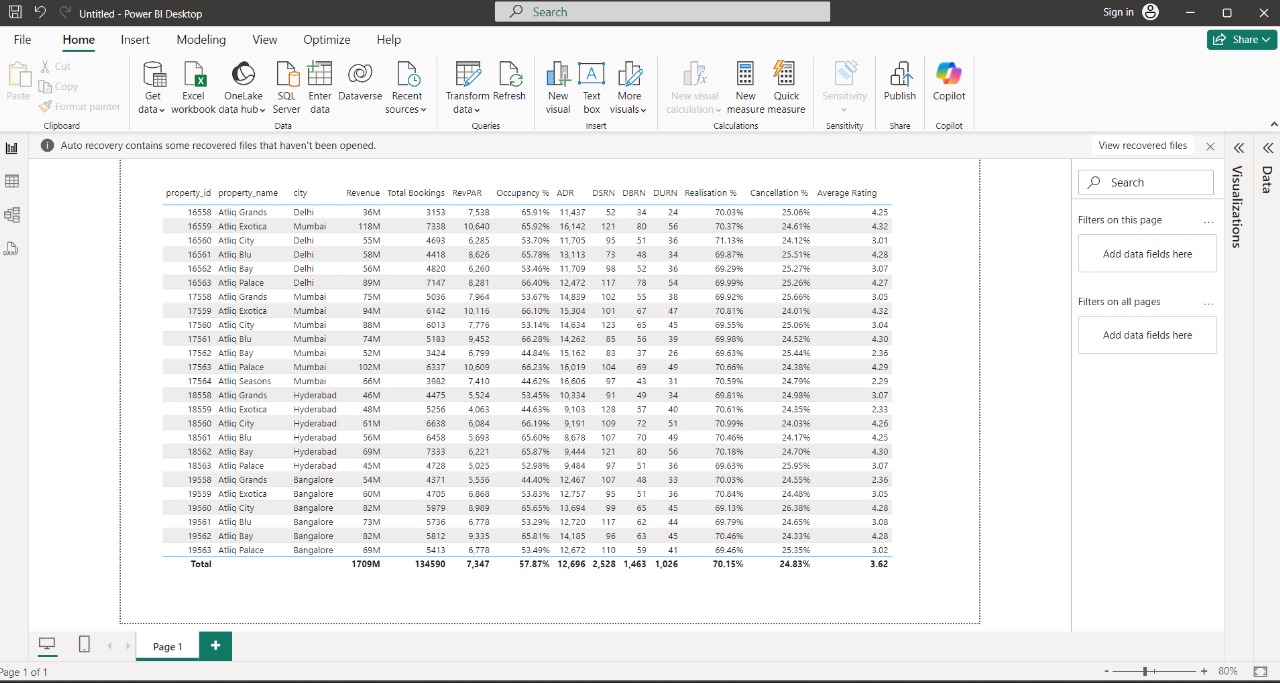 Untitled - Power BI Desktop
Search
Sign in
File Home Insert Modeling View Optimize Help
Share
Paste
Cut
Copy
Format painter
Get data
Excel workbook
OneLake data hub
SQL Server
Enter data
Dataverse
Recent sources
Transform data
Refresh
New visual
Text box
More visuals
New visual calculation
New measure
Quick measure
Sensitivity
Publish
Copilot
Clipboard Data Queries Insert Calculations Sensitivity Share Copilot
Auto recovery contains some recovered files that haven't been opened.
View recovered files
property_id property_name city Revenue Total Bookings RevPAR Occupancy % ADR DSRN DBRN DURN Realisation % Cancellation % Average Rating
16558 Atliq Grands Delhi 36M 3153 7,538 65.91% 11,437 52 34 24 70.03% 25.06% 4.25
16559 Atliq Exotica Mumbai 118M 7338 10,640 65.92% 16,142 121 80 56 70.37% 24.61% 4.32
16560 Atliq City Delhi 55M 4693 6,285 53.70% 11,705 95 51 36 71.13% 24.12% 3.01
16561 Atliq Blu Delhi 58M 4418 8,626 65.78% 13,113 73 48 34 69.87% 25.51% 4.28
16562 Atliq Bay Delhi 56M 4820 6,260 53.46% 11,709 98 52 36 69.29% 25.27% 3.07
16563 Atliq Palace Delhi 89M 7147 8,281 66.40% 12,472 117 78 54 69.99% 25.26% 4.27
17558 Atliq Grands Mumbai 75M 5036 7,964 53.67% 14,839 102 55 38 69.92% 25.66% 3.05
17559 Atliq Exotica Mumbai 94M 6142 10,116 66.10% 15,304 101 67 47 70.81% 24.01% 4.32
17560 Atliq City Mumbai 88M 6013 7,776 53.14% 14,634 123 65 45 69.55% 25.06% 3.04
17561 Atliq Blu Mumbai 74M 5183 9,452 66.28% 14,262 85 56 39 69.98% 24.52% 4.30
17562 Atliq Bay Mumbai 52M 3424 6,799 44.84% 15,162 83 37 26 69.63% 25.44% 2.36
17563 Atliq Palace Mumbai 102M 6337 10,609 66.23% 16,019 104 69 49 70.66% 24.38% 4.29
17564 Atliq Seasons Mumbai 66M 3982 7,410 44.62% 16,606 97 43 31 70.59% 24.79% 2.29
18558 Atliq Grands Hyderabad 46M 4475 5,524 53.45% 10,334 91 49 34 69.81% 24.98% 3.07
18559 Atliq Exotica Hyderabad 48M 5256 4,063 44.63% 9,103 128 57 40 70.61% 24.35% 2.33
18560 Atliq City Hyderabad 61M 6638 6,084 66.19% 9,191 109 72 51 70.99% 24.03% 4.26
18561 Atliq Blu Hyderabad 56M 6458 5,693 65.60% 8,678 107 70 49 70.46% 24.17% 4.25
18562 Atliq Bay Hyderabad 69M 7333 6,221 65.87% 9,444 121 80 56 70.18% 24.70% 4.30
18563 Atliq Palace Hyderabad 45M 4728 5,025 52.98% 9,484 97 51 36 69.63% 25.95% 3.07
19558 Atliq Grands Bangalore 54M 4371 5,536 44.40% 12,467 107 48 33 70.03% 24.55% 2.36
19559 Atliq Exotica Bangalore 60M 4705 6,868 53.83% 12,757 95 51 36 70.84% 24.48% 3.05
19560 Atliq City Bangalore 82M 5979 8,989 65.65% 13,694 99 65 45 69.13% 26.38% 4.28
19561 Atliq Blu Bangalore 73M 5736 6,778 53.29% 12,720 117 62 44 69.79% 24.65% 3.08
19562 Atliq Bay Bangalore 82M 5812 9,335 65.81% 14,185 96 63 45 70.46% 24.33% 4.28
19563 Atliq Palace Bangalore 69M 5413 6,778 53.49% 12,672 110 59 41 69.46% 25.35% 3.02
Total 1709M 134590 7,347 57.87% 12,696 2,528 1,463 1,026 70.15% 24.83% 3.62
Search
Filters on this page
...
Add data fields here
Filters on all pages
...
Add data fields here
Visualizations
Data
Page 1
+
Page 1 of 1
- + 80%